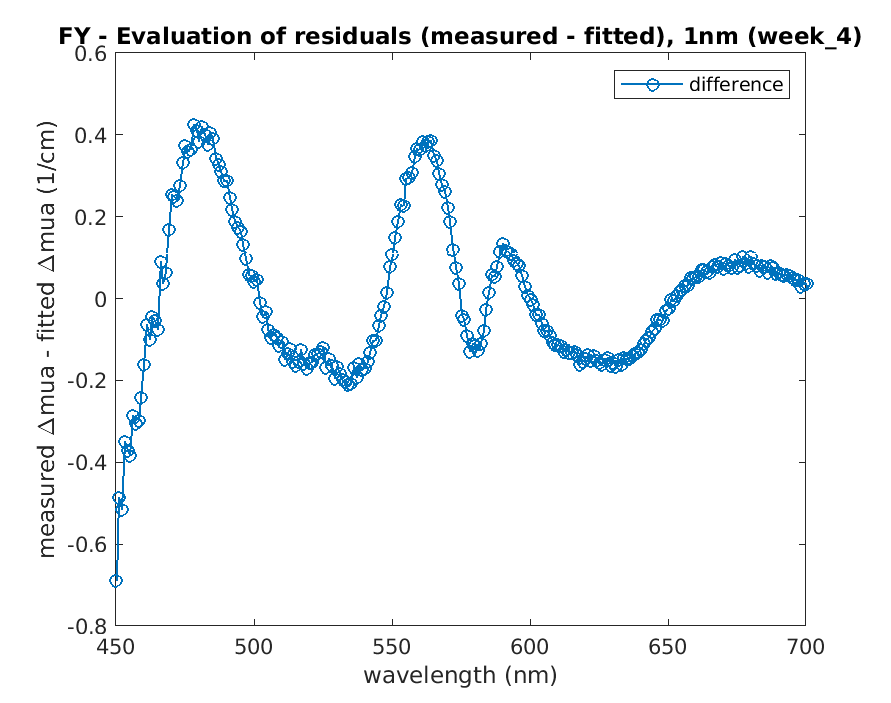 FY - Evaluation of residuals (measured - fitted), 1nm (week_4)
0.6
difference
0.4
0.2
0
-0.2
-0.4
-0.6
-0.8
measured Δmua - fitted Δmua (1/cm)
450 500 550 600 650 700
wavelength (nm)